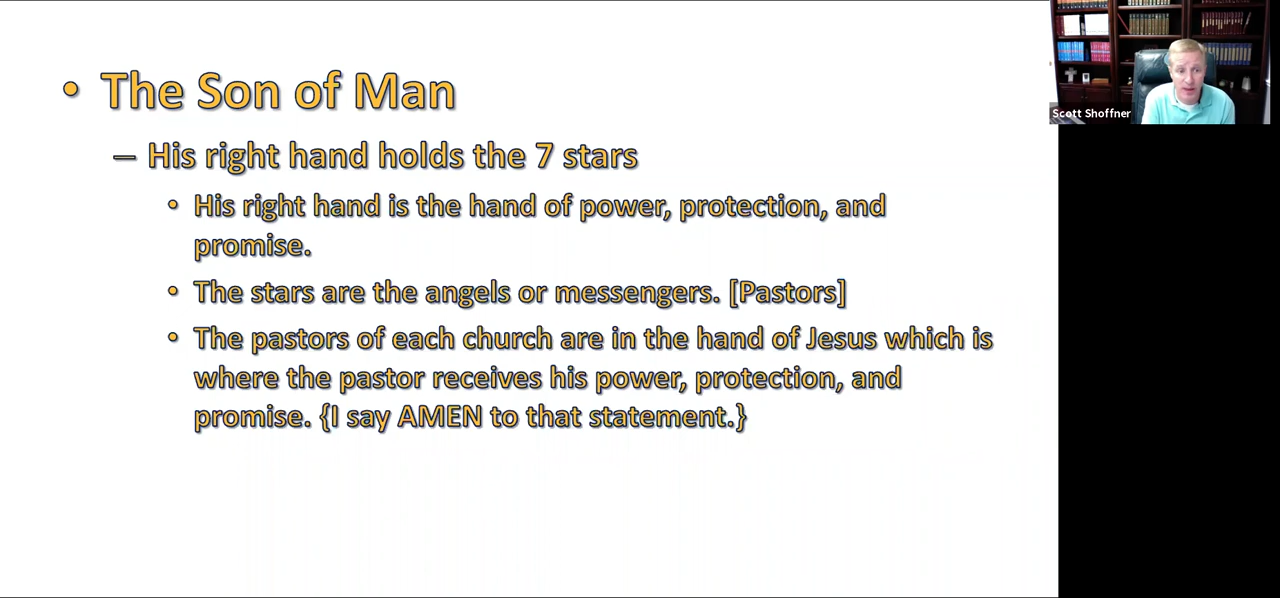 • The Son of Man
– His right hand holds the 7 stars
• His right hand is the hand of power, protection, and
promise.
• The stars are the angels or messengers. [Pastors]
• The pastors of each church are in the hand of Jesus which is
where the pastor receives his power, protection, and
promise. {I say AMEN to that statement.}
Scott Shoffner